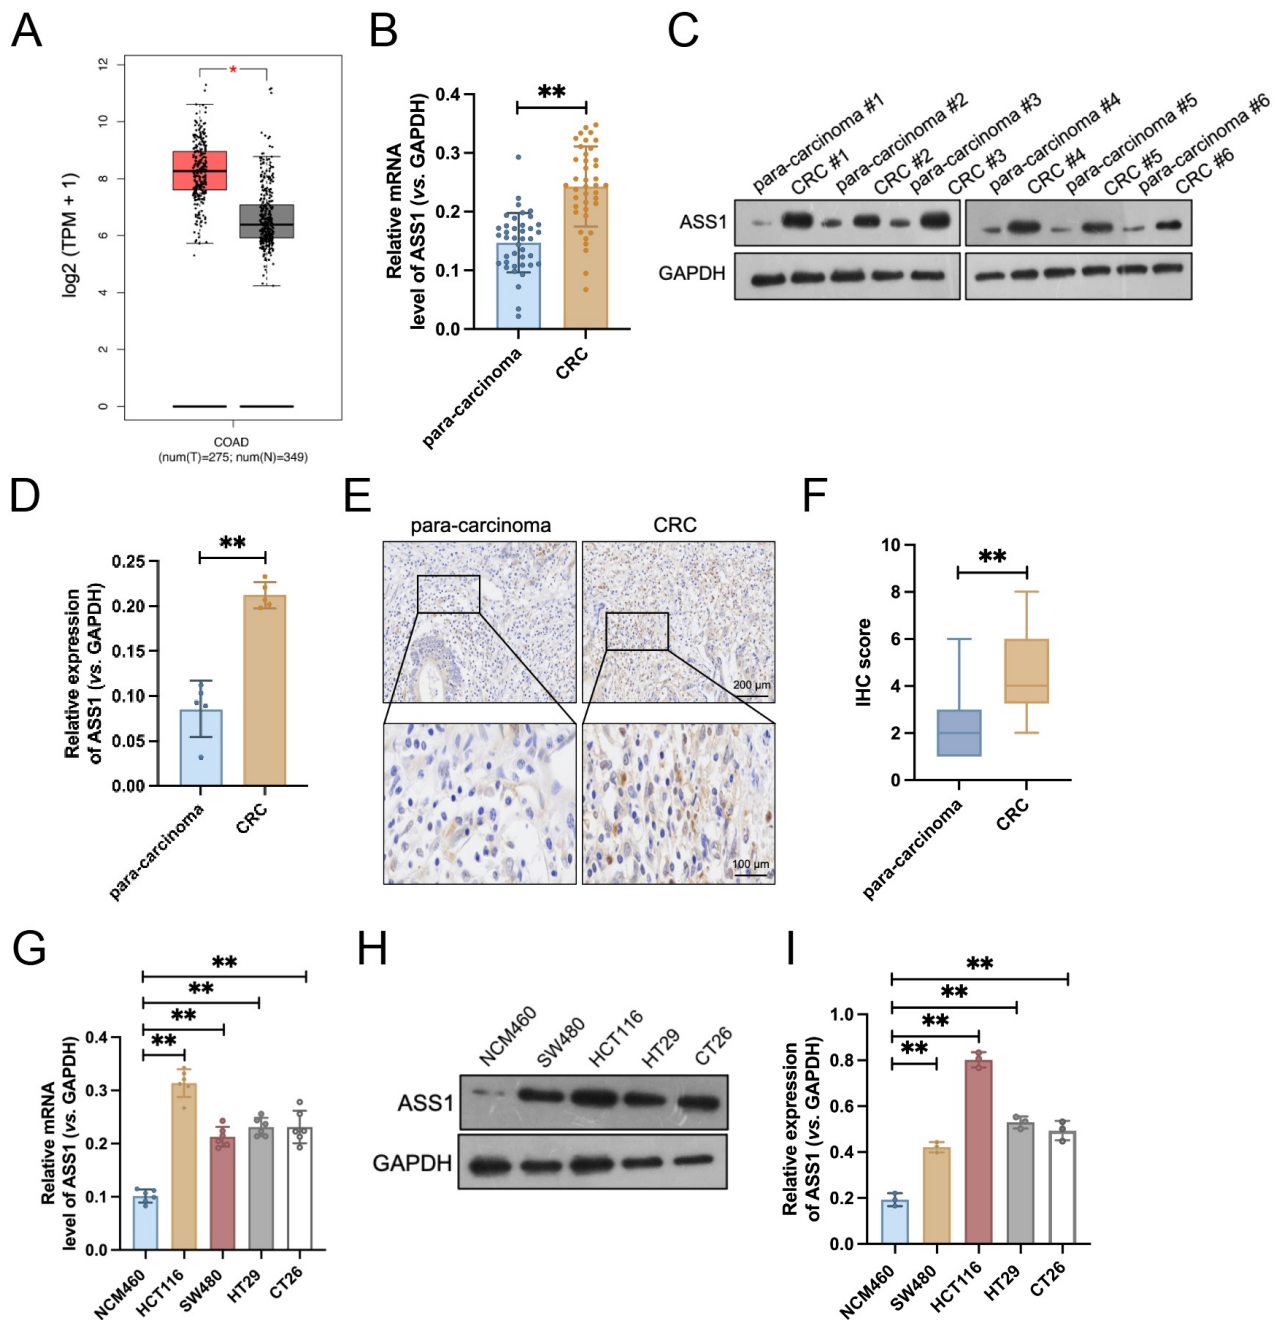 A
12
10
8
6
4
2
0
log2 (TPM + 1)
*
COAD
(num(T)=275; num(N)=349)
B
Relative mRNA
level of ASS1 (vs. GAPDH)
0.4
0.3
0.2
0.1
0.0
**
para-carcinoma
CRC
C
para-carcinoma #1
CRC #1
para-carcinoma #2
CRC #2
para-carcinoma #3
CRC #3
para-carcinoma #4
CRC #4
para-carcinoma #5
CRC #5
para-carcinoma #6
CRC #6
ASS1
GAPDH
D
Relative expression
of ASS1 (vs. GAPDH)
0.25
0.20
0.15
0.10
0.05
0.00
**
para-carcinoma
CRC
E
para-carcinoma
CRC
200 μm
100 μm
F
IHC score
10
8
6
4
2
0
**
para-carcinoma
CRC
G
Relative mRNA
level of ASS1 (vs. GAPDH)
0.4
0.3
0.2
0.1
0.0
**
**
**
**
NCM460
HCT116
SW480
HT29
CT26
H
NCM460
SW480
HCT116
HT29
CT26
ASS1
GAPDH
I
Relative expression
of ASS1 (vs. GAPDH)
1.0
0.8
0.6
0.4
0.2
0.0
**
**
**
**
NCM460
SW480
HCT116
HT29
CT26